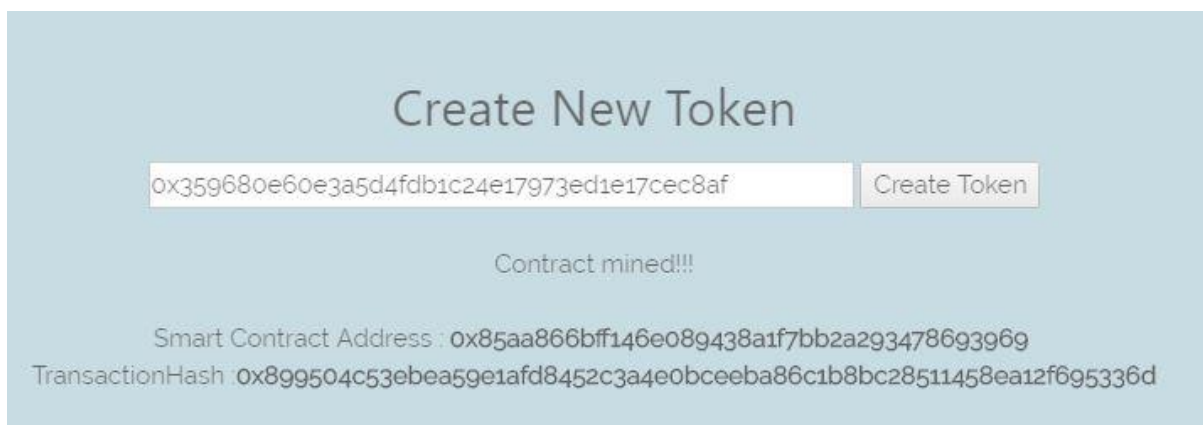 Create New Token
0x359680e60e3a5d4fdb1c24e17973ed1e17cec8af Create Token
Contract mined!!!
Smart Contract Address : 0x85aa866bff146e089438a1f7bb2a293478693969
TransactionHash :0x899504c53ebea59e1afd8452c3a4e0bceeba86c1b8bc28511458ea12f695336d